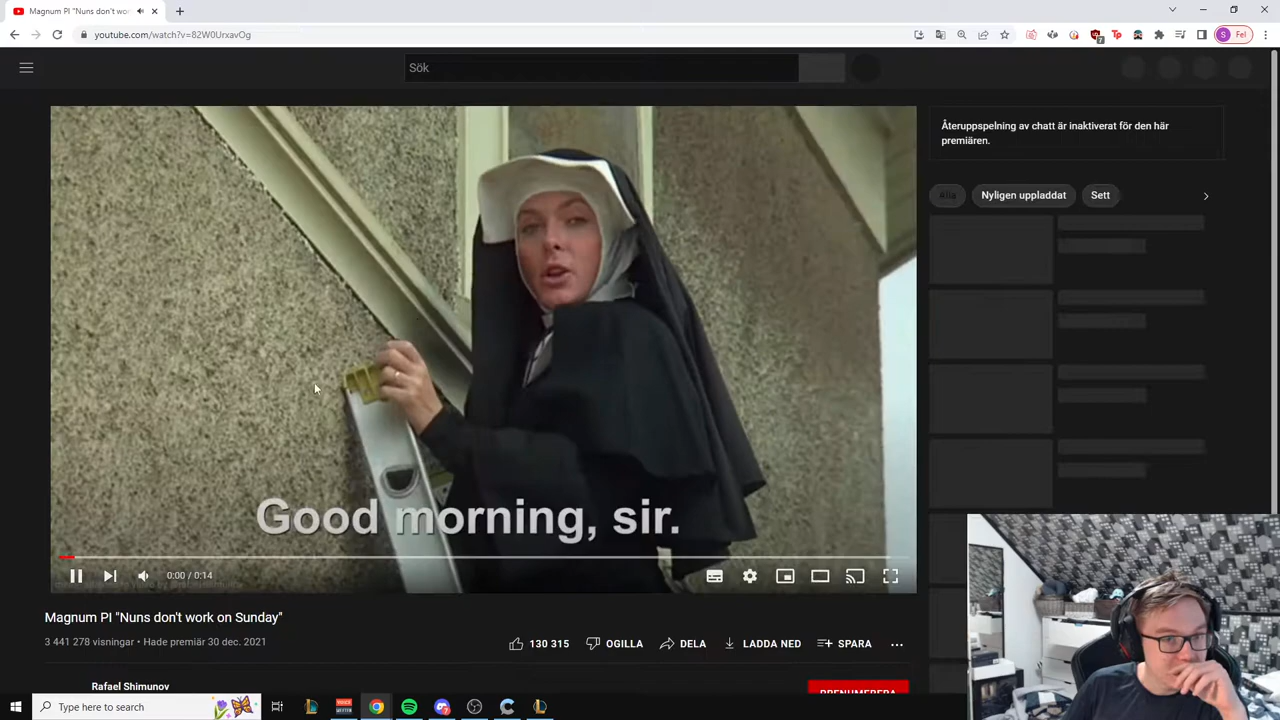 Magnum PI "Nuns don't wo
youtube.com/watch?v=82W0UrxavOg
Fel
Sök
Återuppspelning av chatt är inaktiverat för den här
premiären.
Alla
Nyligen uppladdat
Sett
Good morning, sir.
0:00 / 0:14
Magnum PI "Nuns don't work on Sunday"
3 441 278 visningar • Hade premiär 30 dec. 2021
130 315
OGILLA
DELA
LADDA NED
SPARA
Rafael Shimunov
PRENUMERERA
Type here to search